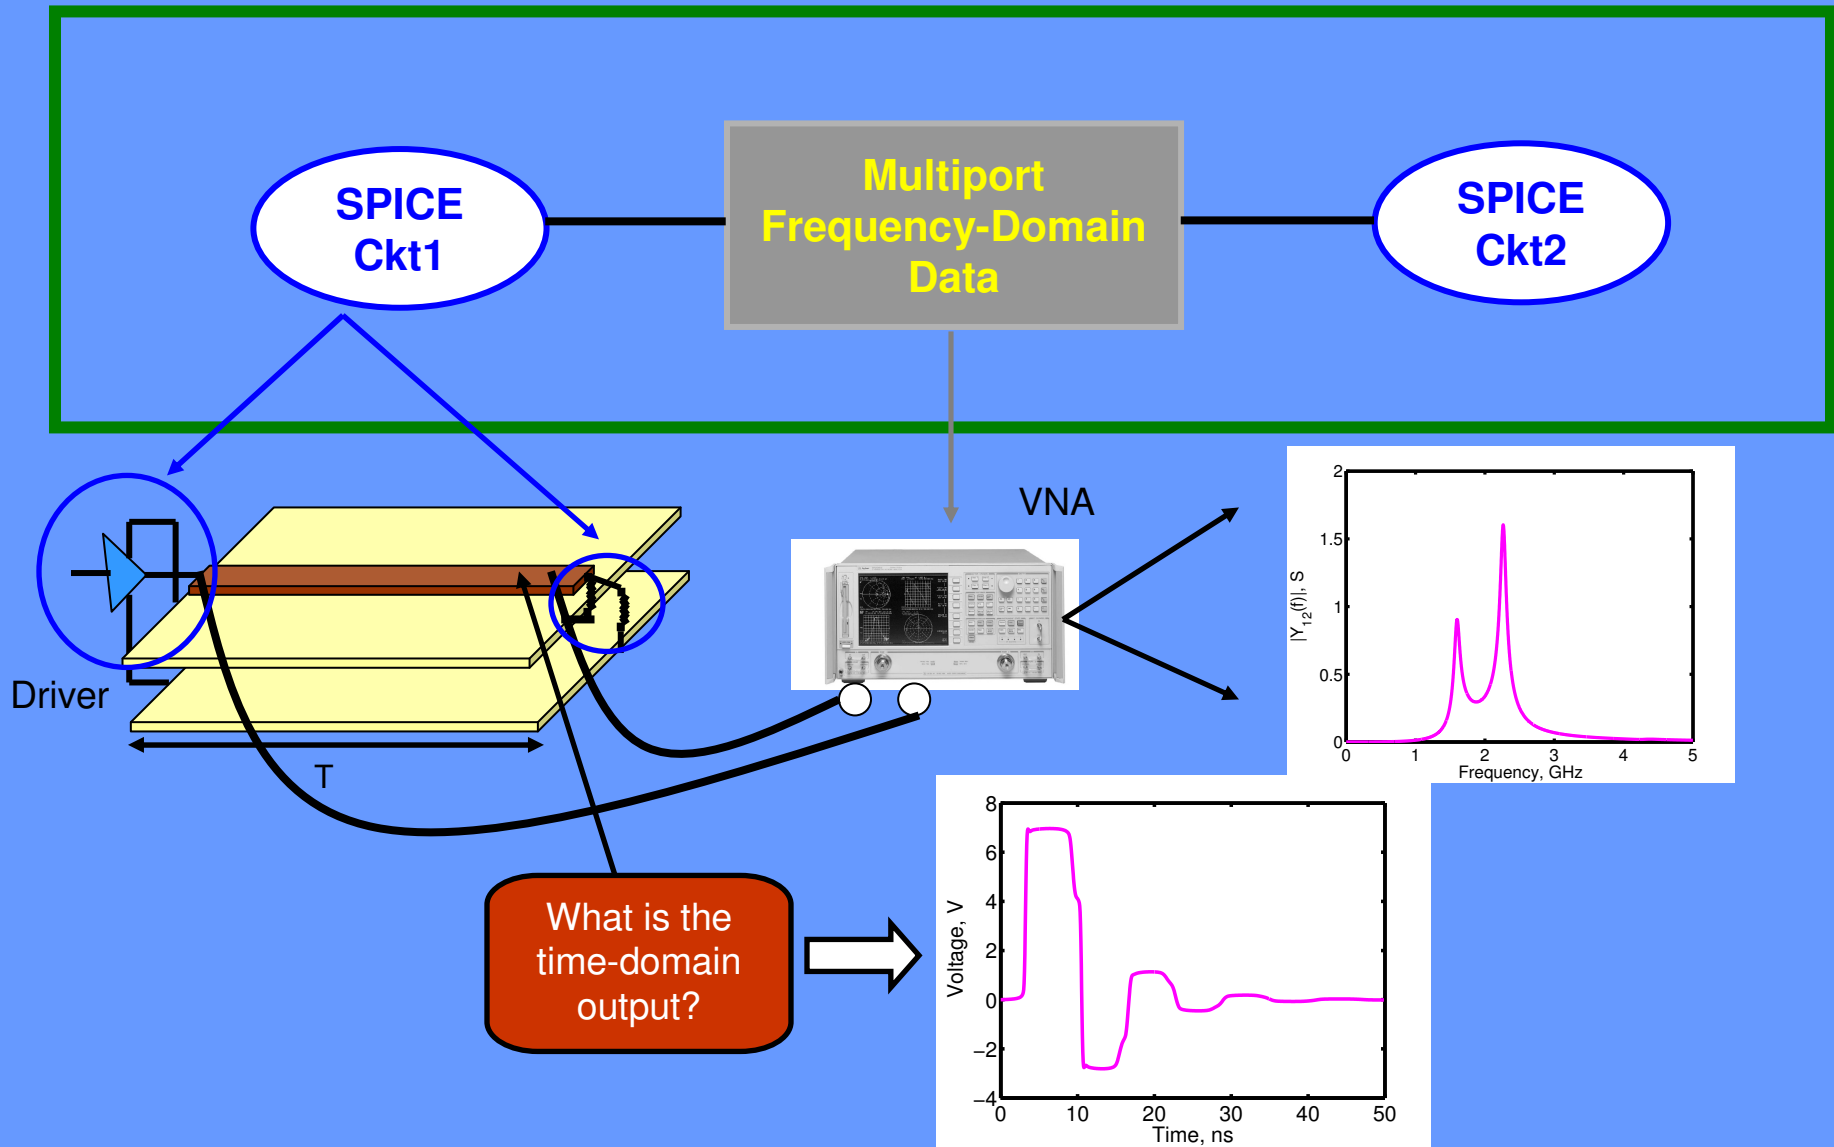 SPICE
Ckt1
Multiport
Frequency-Domain
Data
SPICE
Ckt2
VNA
Driver
T
What is the
time-domain
output?
2
1.5
1
0.5
0
|Y12(f)|, S
0 1 2 3 4 5
Frequency, GHz
8
6
4
2
0
−2
−4
Voltage, V
0 10 20 30 40 50
Time, ns